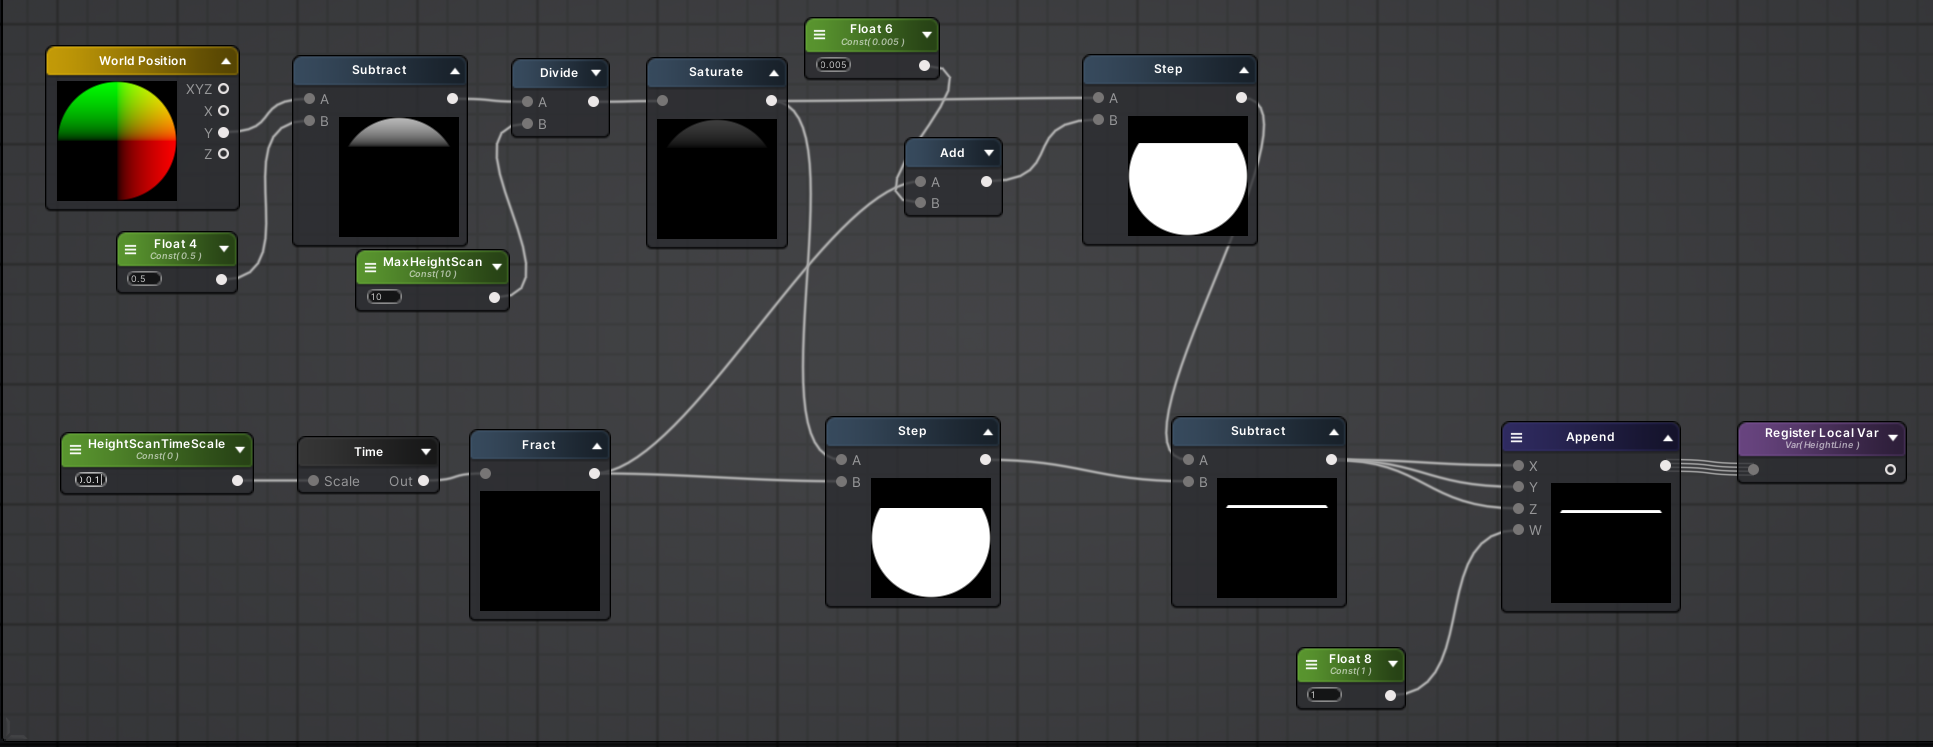 World Position
XYZ
X
Y
Z
Float 4
Const( 0.5 )
0.5
Subtract
A
B
MaxHeightScan
Const( 10 )
10
Divide
A
B
Saturate
Float 6
Const( 0.005 )
0.005
Add
A
B
Step
A
B
HeightScanTimeScale
Const( 0 )
Time
Scale Out
Fract
Step
A
B
Subtract
A
B
Float 8
Const( 1 )
1
Append
X
Y
Z
W
Register Local Var
Var( HeightLine )